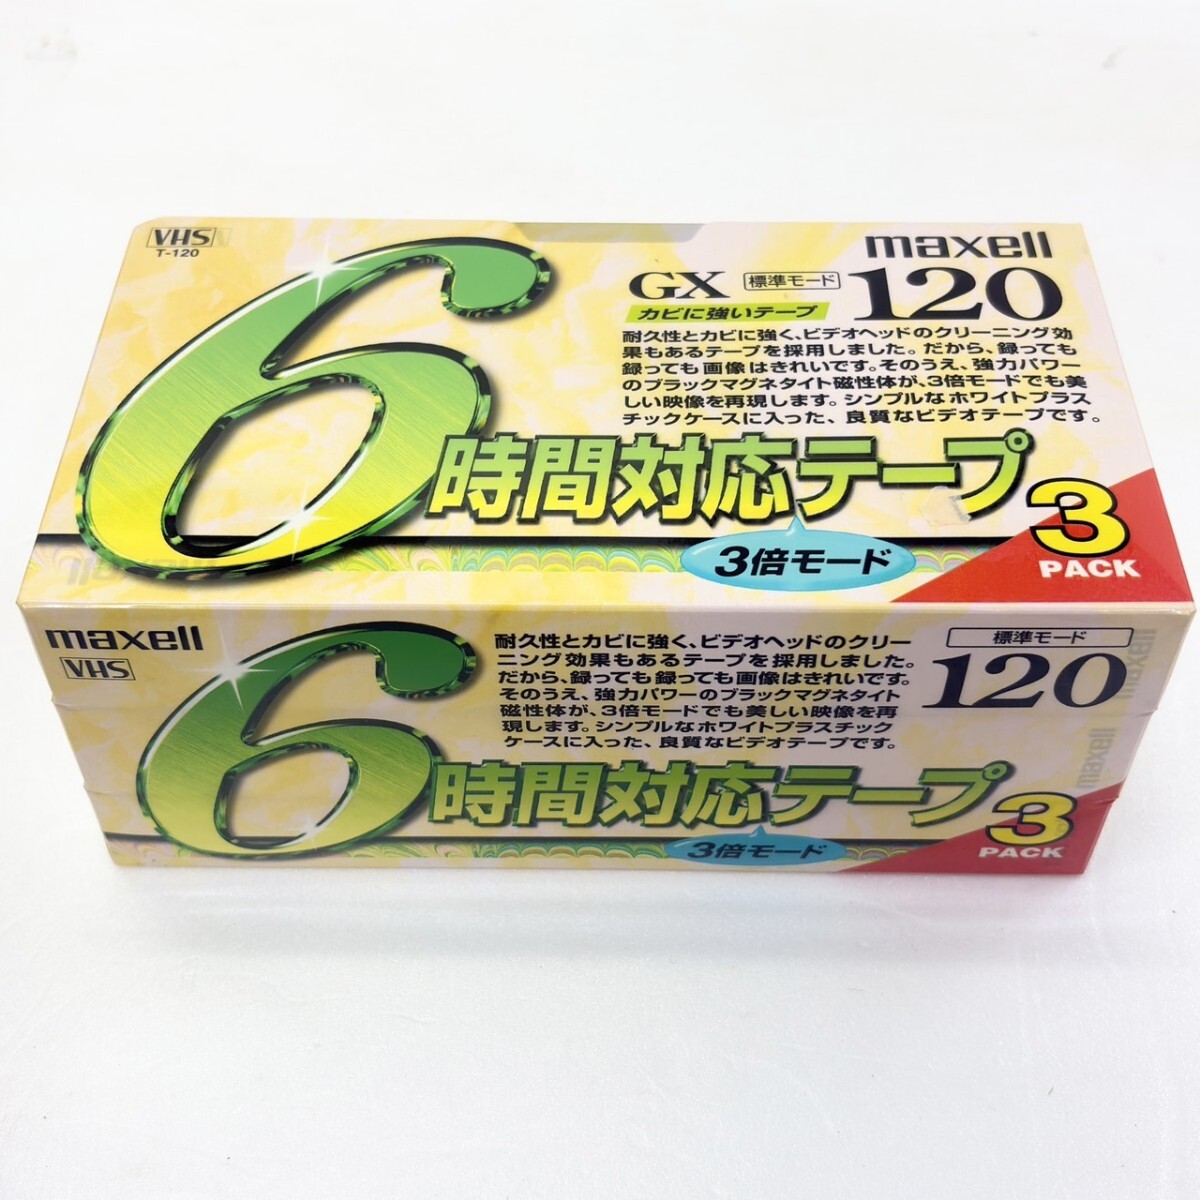 VHS
T-120
maxell
GX 標準モード 120
カビに強いテープ
耐久性とカビに強く、ビデオヘッドのクリーニング効
果もあるテープを採用しました。だから、録っても
録っても画像はきれいです。そのうえ、強力パワー
のブラックマグネタイト磁性体が、3倍モードでも美
しい映像を再現します。シンプルなホワイトプラス
チックケースに入った、良質なビデオテープです。
6時間対応テープ
3倍モード
3
PACK
maxell
VHS
耐久性とカビに強く、ビデオヘッドのクリー
ニング効果もあるテープを採用しました。
だから、録っても録っても画像はきれいです。
そのうえ、強力パワーのブラックマグネタイト
磁性体が、3倍モードでも美しい映像を再
現します。シンプルなホワイトプラスチック
ケースに入った、良質なビデオテープです。
標準モード
120
maxell
maxell
6時間対応テープ
3倍モード
3
PACK